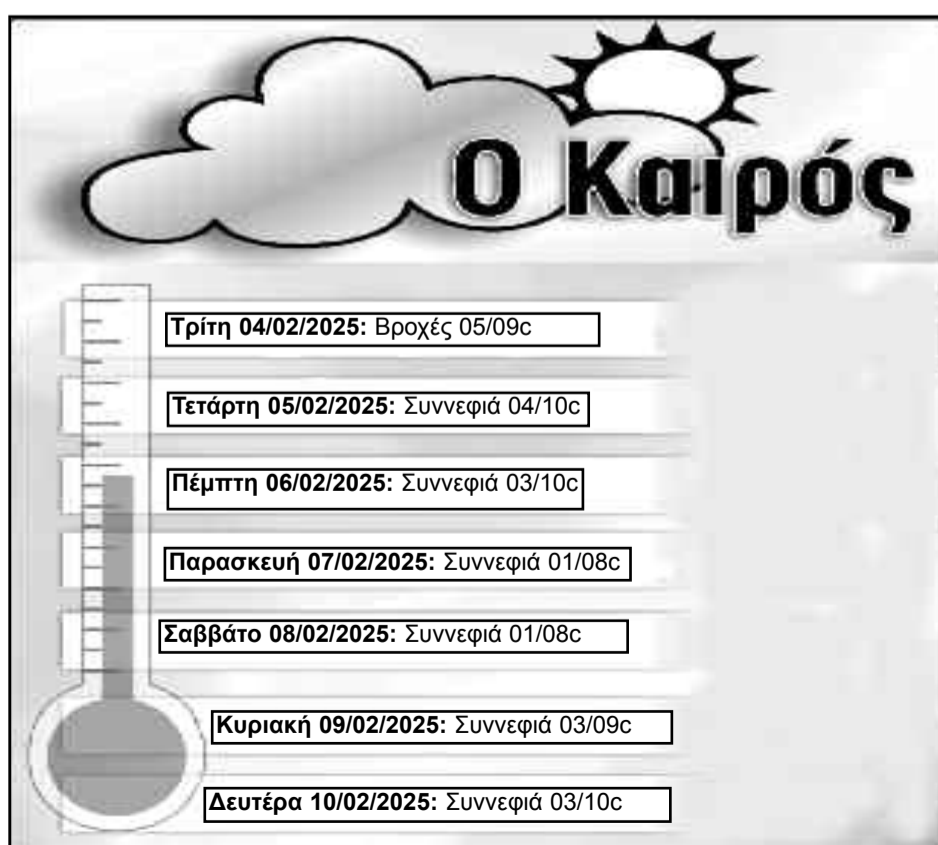 Ο Καιρός
Τρίτη 04/02/2025: Βροχές 05/09c
Τετάρτη 05/02/2025: Συννεφιά 04/10c
Πέμπτη 06/02/2025: Συννεφιά 03/10c
Παρασκευή 07/02/2025: Συννεφιά 01/08c
Σαββάτο 08/02/2025: Συννεφιά 01/08c
Κυριακή 09/02/2025: Συννεφιά 03/09c
Δευτέρα 10/02/2025: Συννεφιά 03/10c